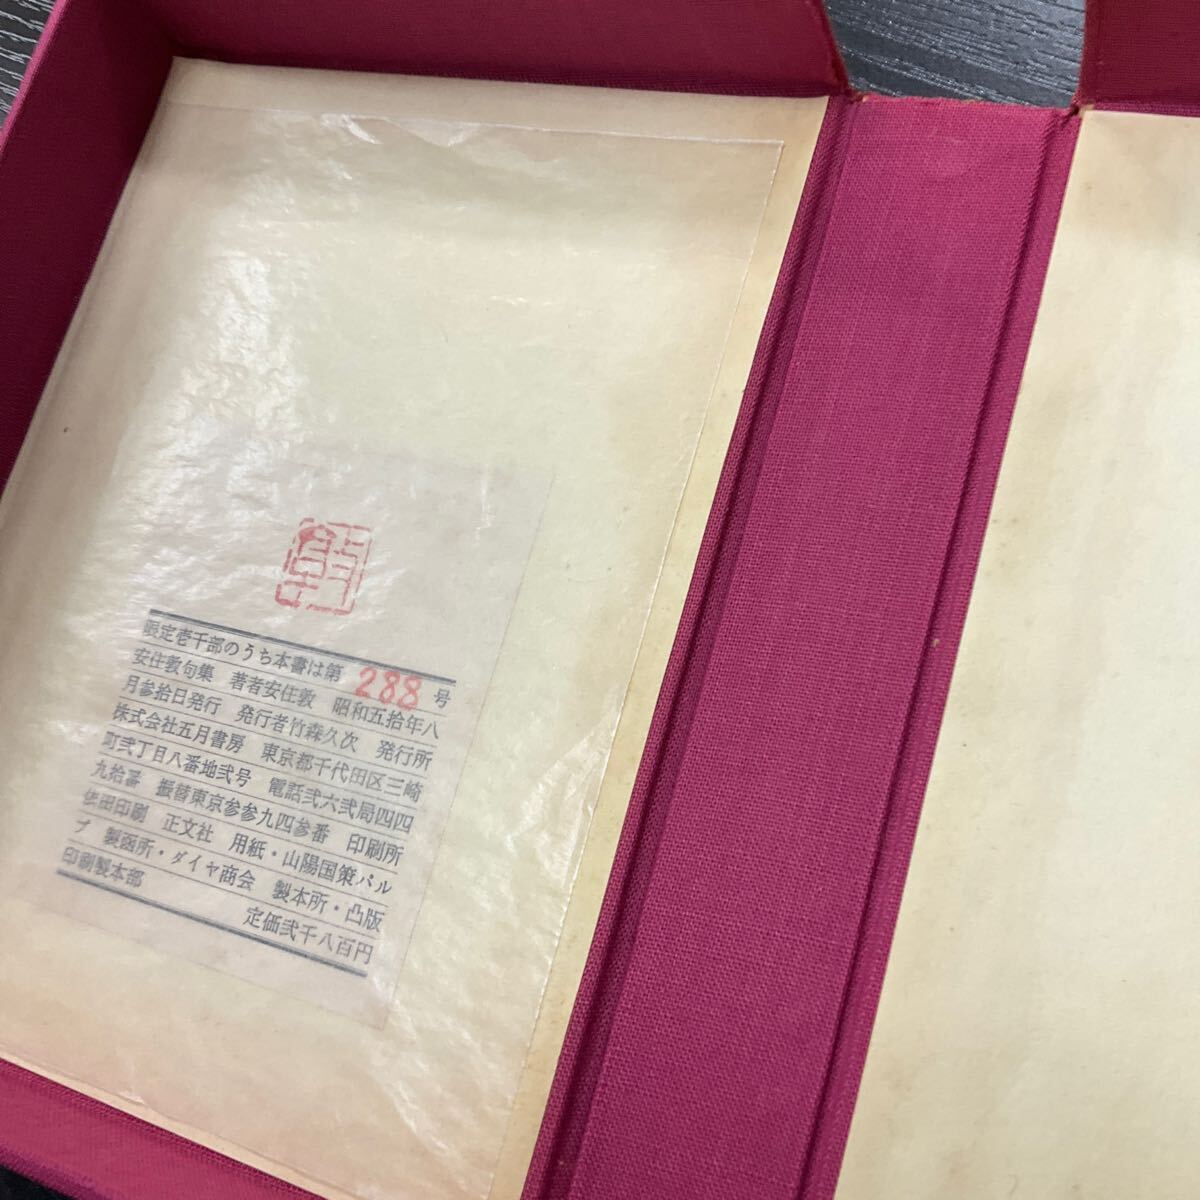 限定壱千部のうち本書は第 288 号
安住敦句集 著者安住敦 昭和五拾年八
月参拾日発行 発行者竹森久次 発行所
株式会社五月書房 東京都千代田区三崎
町弐丁目八番地弐号 電話弐六弐局四四
九拾番 振替東京参参九四参番 印刷所
依田印刷 正文社 用紙・山陽国策パル
プ 製函所・ダイヤ商会 製本所・凸版
印刷製本部
定価弐千八百円